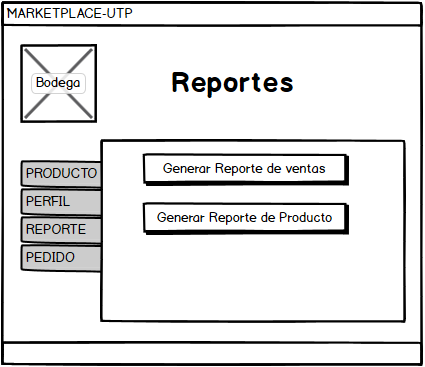 MARKETPLACE-UTP
Bodega
Reportes
PRODUCTO
PERFIL
REPORTE
PEDIDO
Generar Reporte de ventas
Generar Reporte de Producto